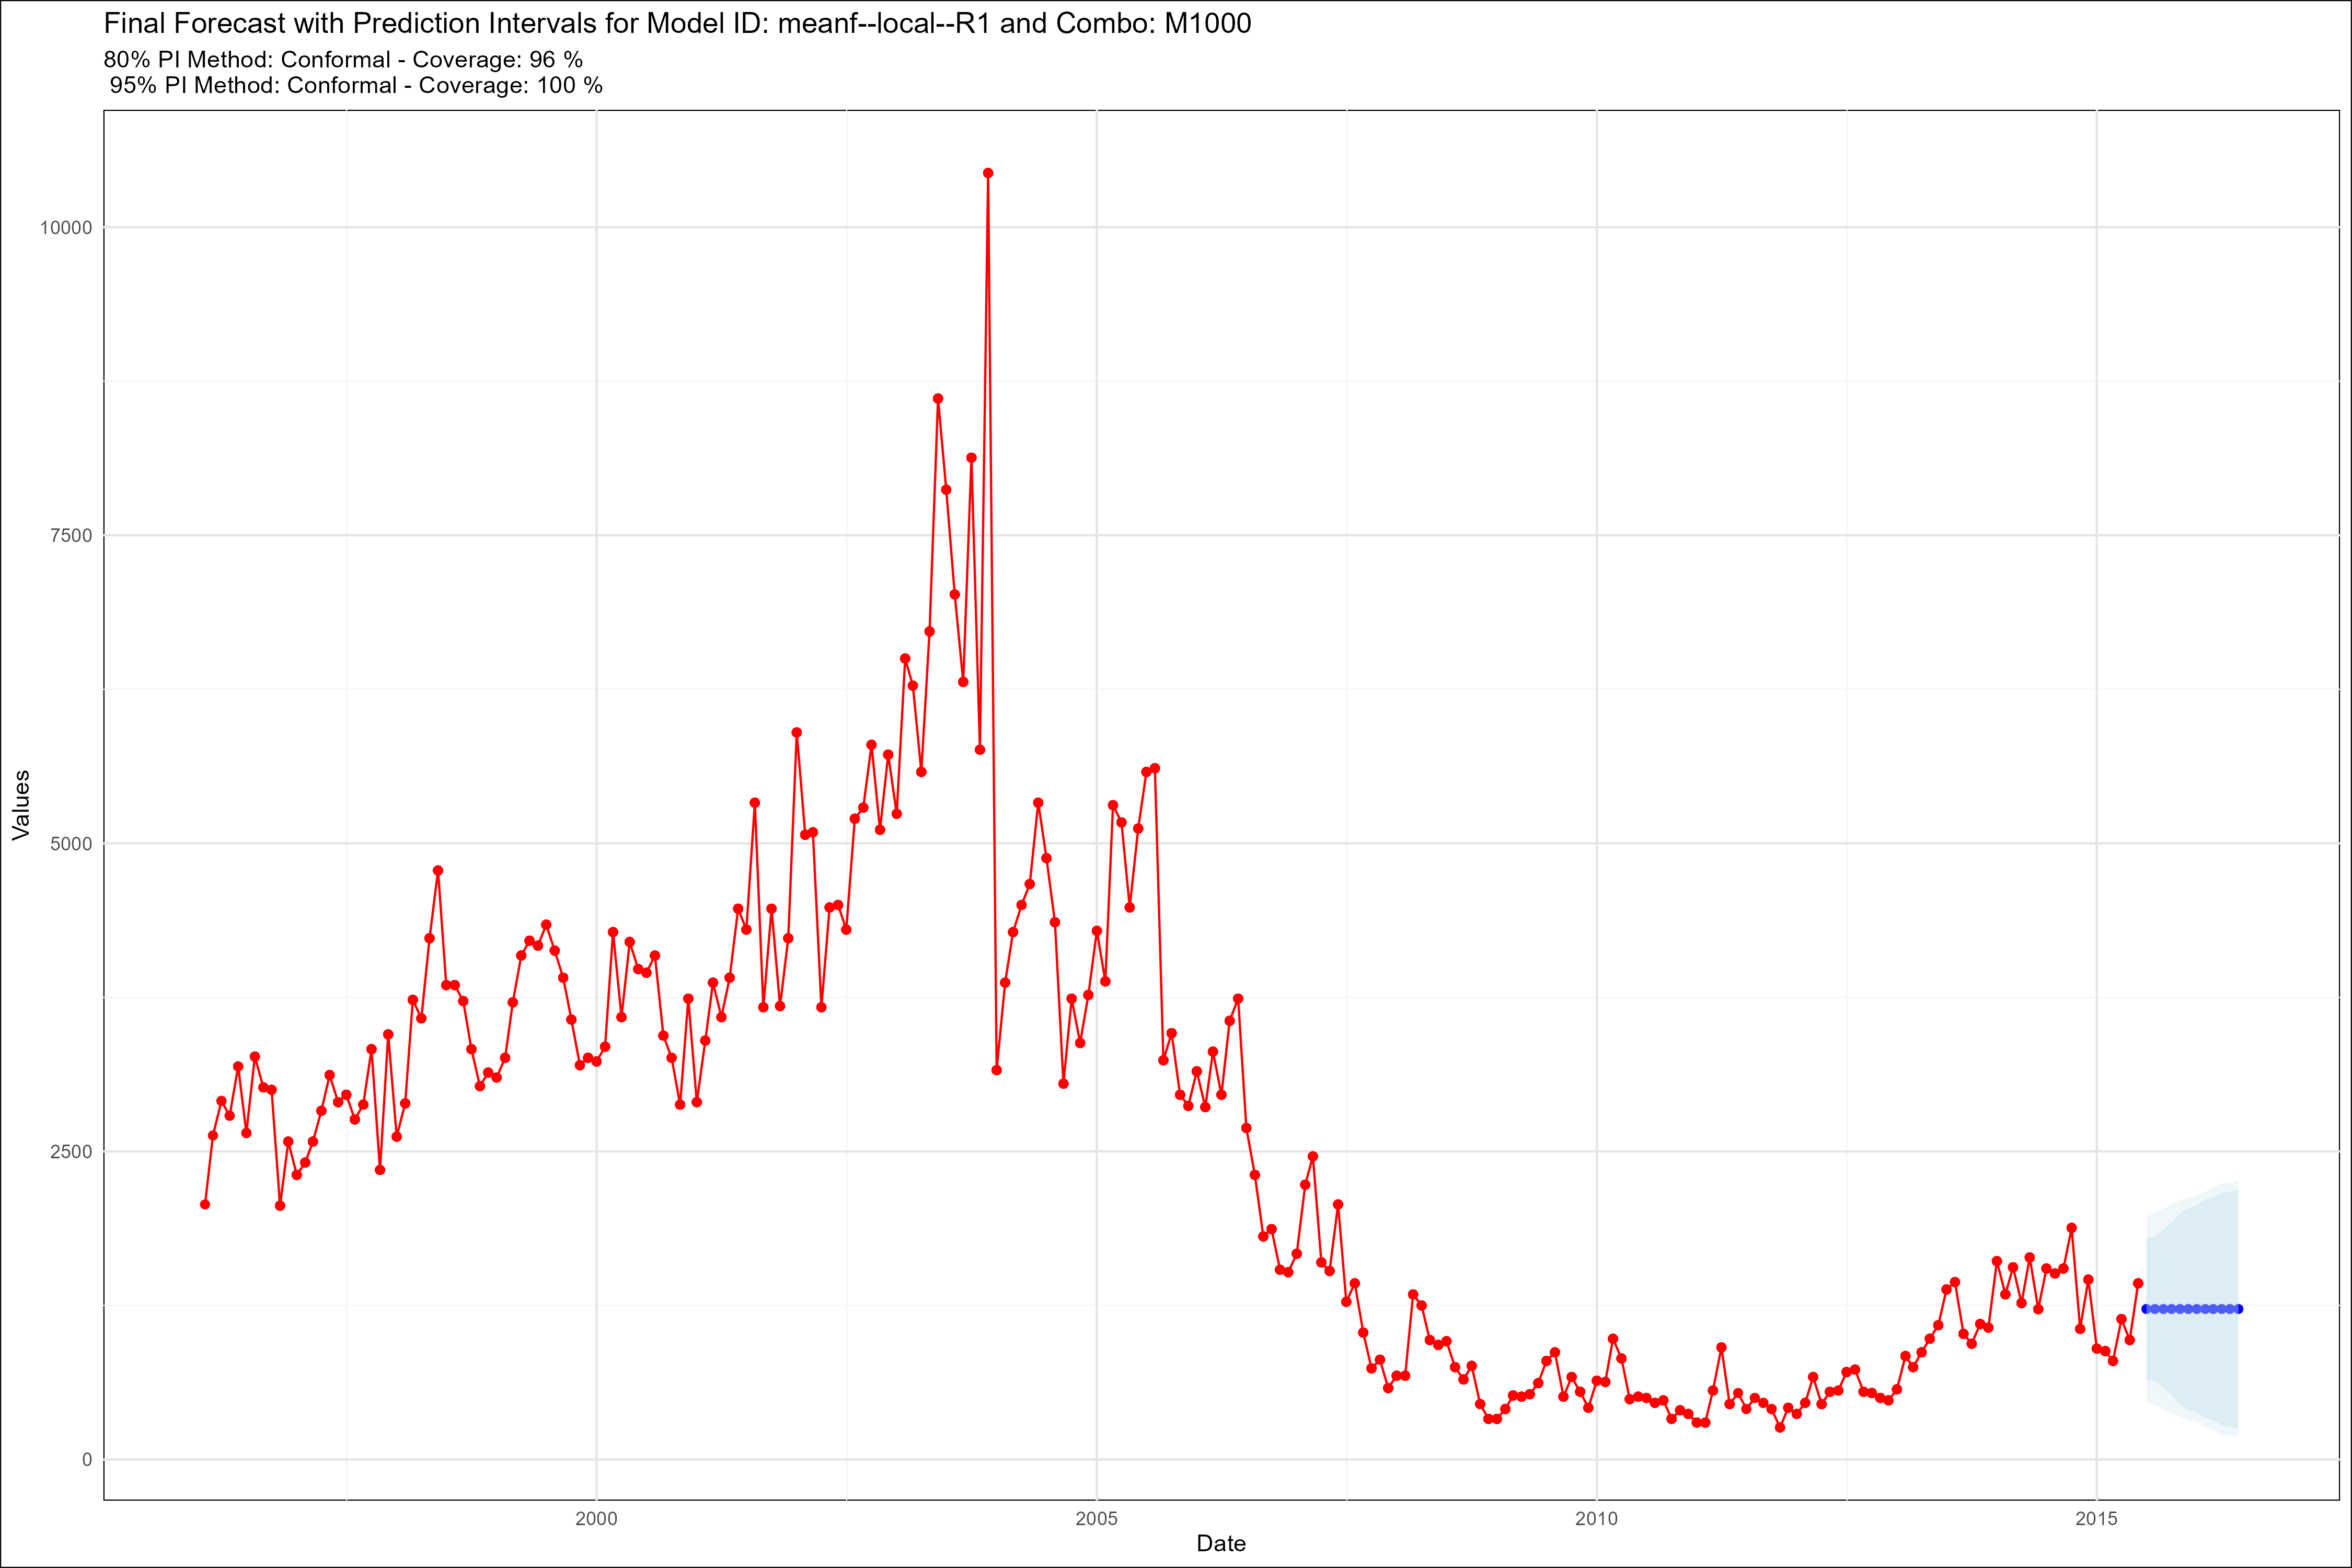 Final Forecast with Prediction Intervals for Model ID: meanf--local--R1 and Combo: M1000
80% PI Method: Conformal - Coverage: 96 %
95% PI Method: Conformal - Coverage: 100 %
10000
7500
5000
2500
0
Values
2000
2005
2010
2015
Date